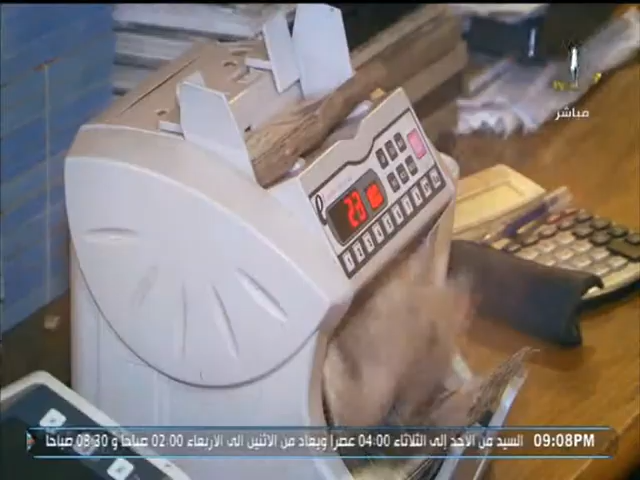 مباشر
23
السيد من الأحد إلى الثلاثاء 04:00 عصرا ويعاد من الاثنين الى الاربعاء 02:00 صباحا و 08:30 صباحا
09:08PM